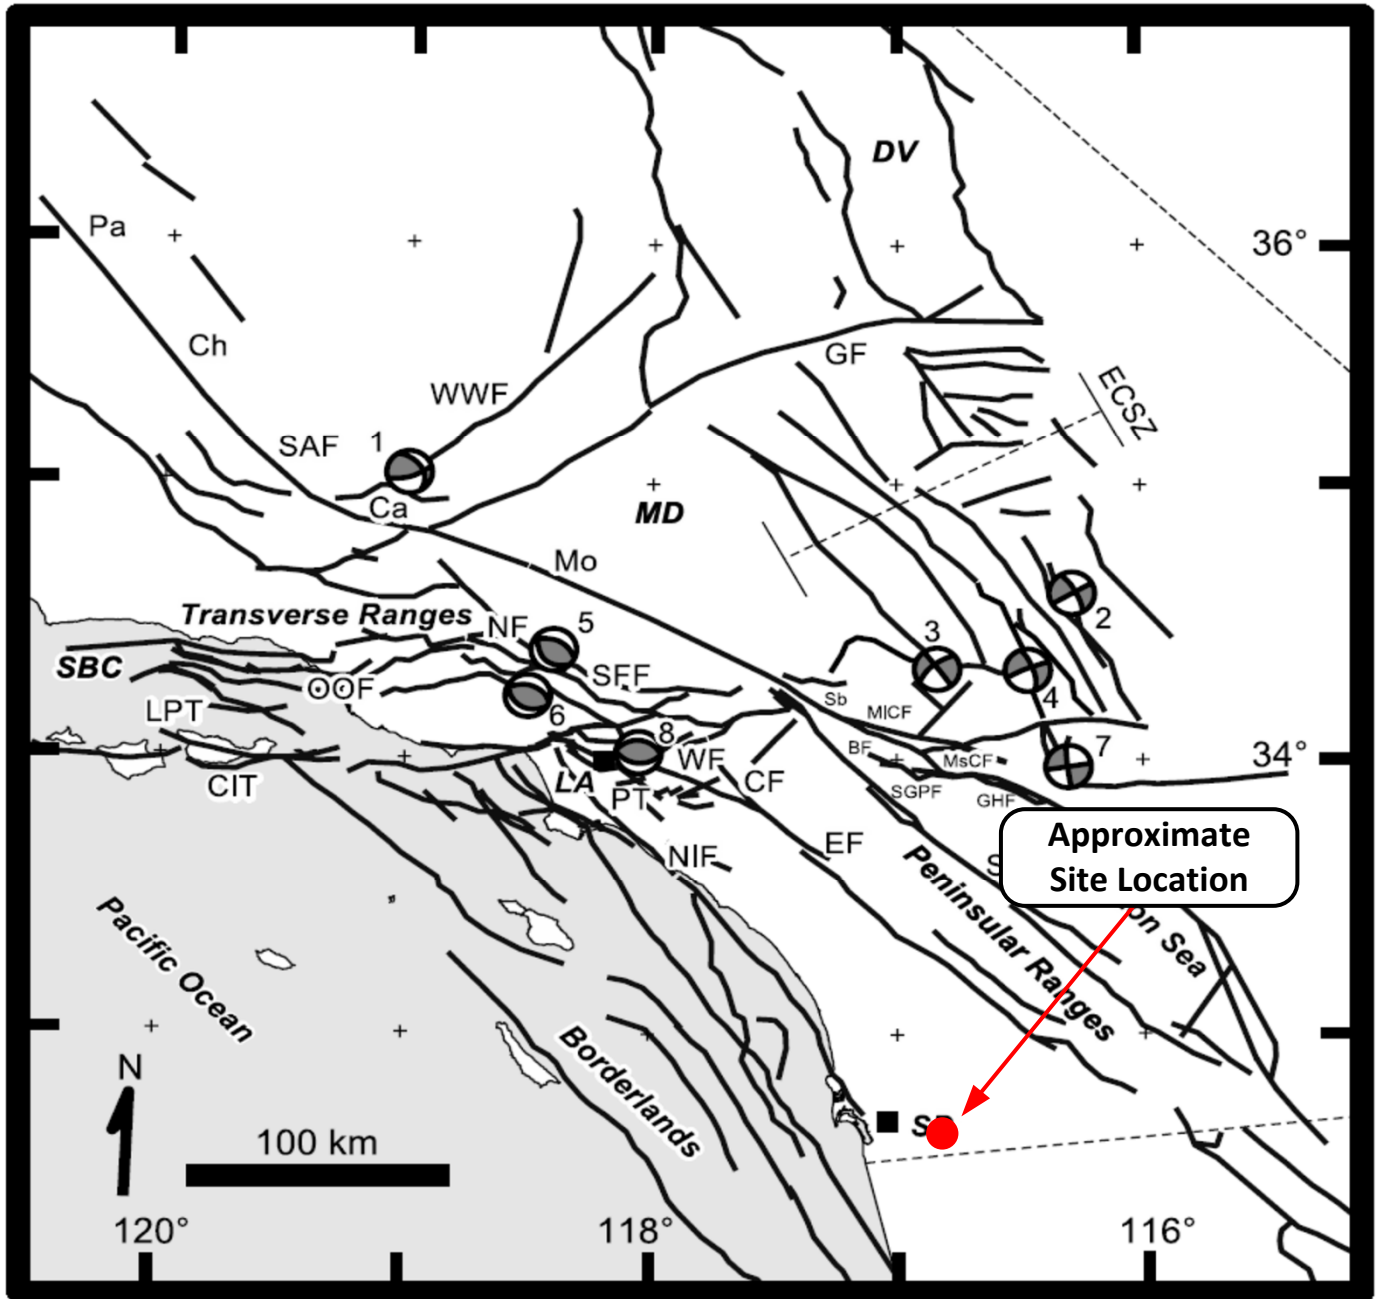 DV
Pa
36°
Ch
GF
WWF
ECSZ
SAF
1
Ca
MD
Mo
2
Transverse Ranges
NF
5
3
SBC
SFF
OOF
4
Sb
LPT
6
MICF
8
7
BF
34°
WF
MsCF
CIT
LA
CF
SGPF
PT
GHF
Approximate
Site Location
EF
NIF
Peninsular Ranges
on Sea
Pacific Ocean
Borderlands
N
100 km
120°
118°
116°